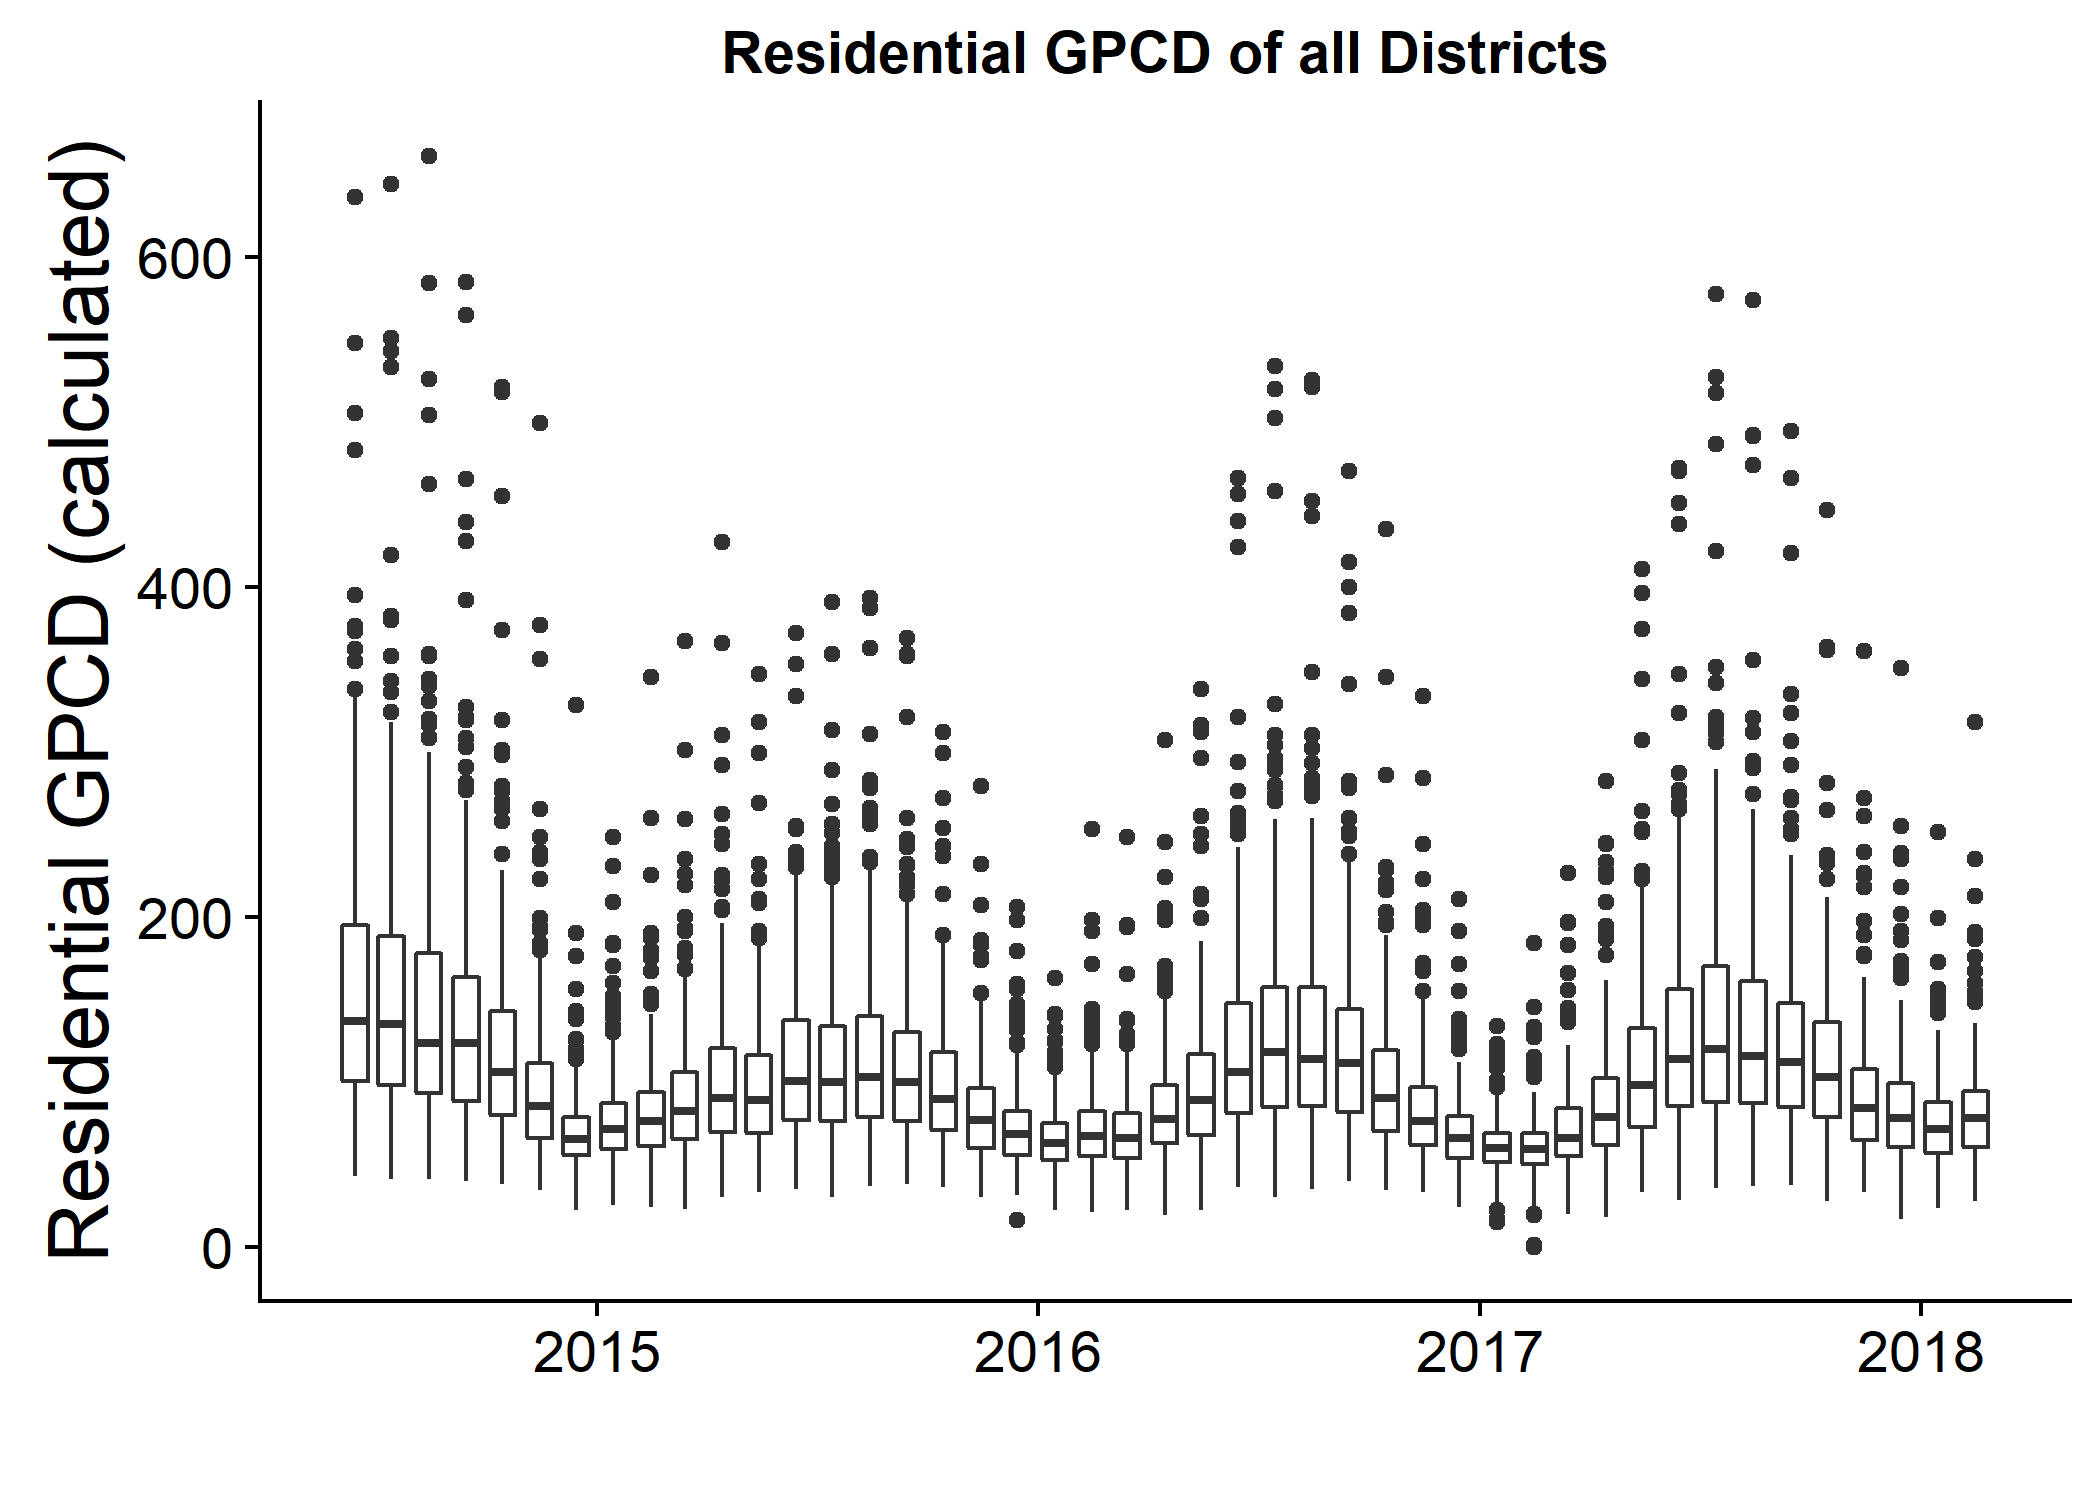 Residential GPCD of all Districts
Residential GPCD (calculated)
600
400
200
0
2015 2016 2017 2018